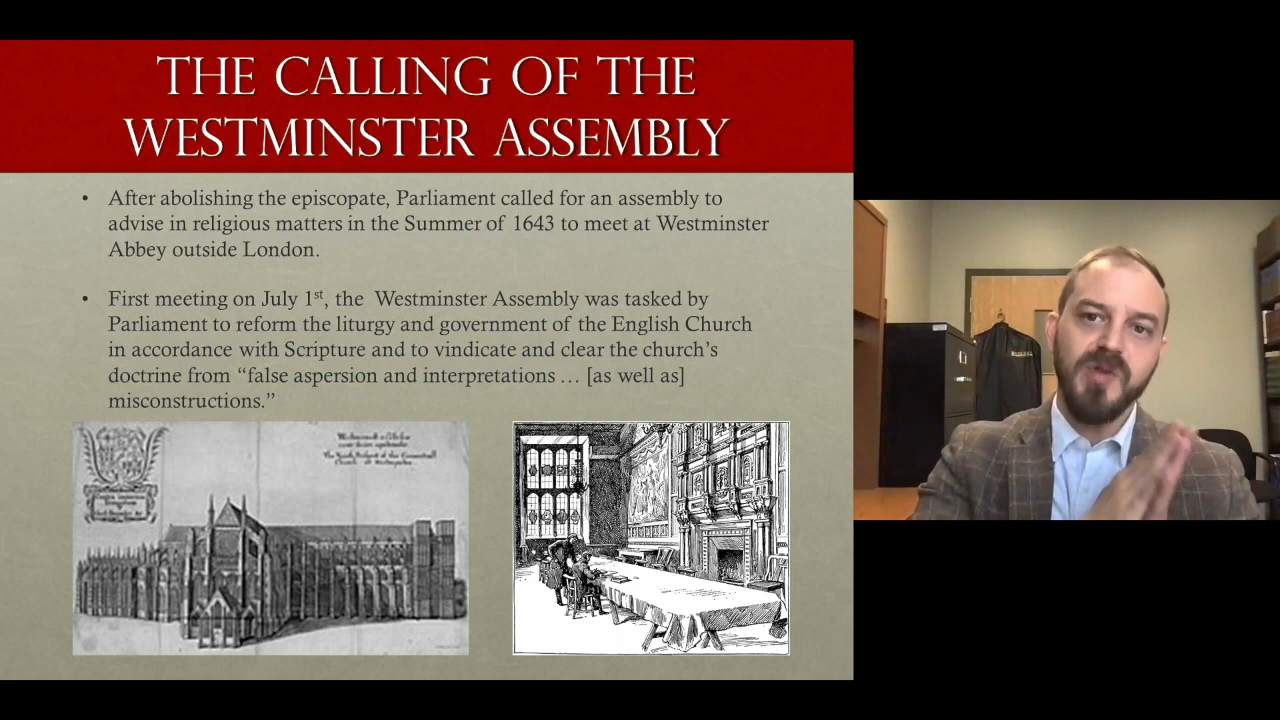 THE CALLING OF THE
WESTMINSTER ASSEMBLY
• After abolishing the episcopate, Parliament called for an assembly to
advise in religious matters in the Summer of 1643 to meet at Westminster
Abbey outside London.
• First meeting on July 1st, the Westminster Assembly was tasked by
Parliament to reform the liturgy and government of the English Church
in accordance with Scripture and to vindicate and clear the church's
doctrine from “false aspersion and interpretations … [as well as]
misconstructions.”